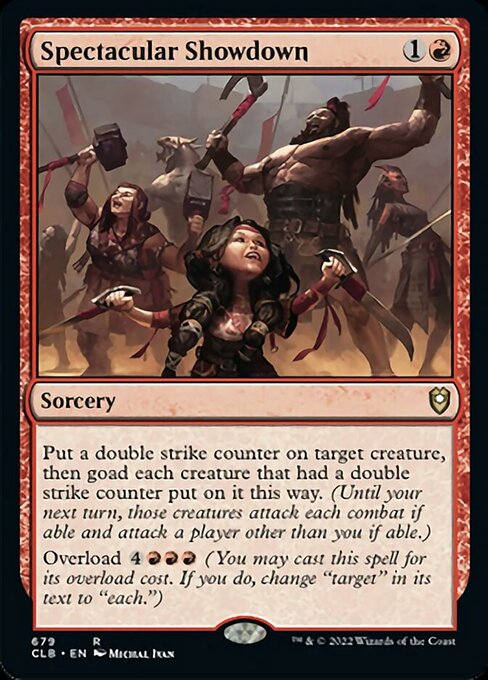 Spectacular Showdown 1
Sorcery
Put a double strike counter on target creature,
then goad each creature that had a double
strike counter put on it this way. (Until your
next turn, those creatures attack each combat if
able and attack a player other than you if able.)
Overload 4 (You may cast this spell for
its overload cost. If you do, change “target” in its
text to “each.”)
679 R
CLB • EN Michal Ivan
™ & © 2022 Wizards of the Coast